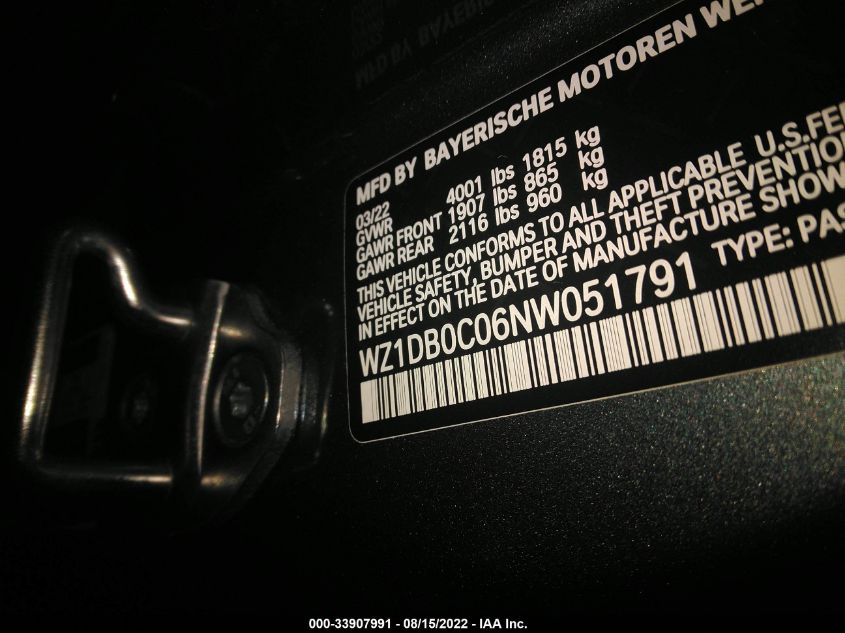 MFD BY BAYERISCHE MOTOREN WE
03/22
GVWR 4001 lbs 1815 kg
GAWR FRONT 1907 lbs 865 kg
GAWR REAR 2116 lbs 960 kg
THIS VEHICLE CONFORMS TO ALL APPLICABLE U.S.FE
VEHICLE SAFETY, BUMPER AND THEFT PREVENTION
IN EFFECT ON THE DATE OF MANUFACTURE SHOW
WZ1DB0C06NW051791 TYPE: PAS
000-33907991 - 08/15/2022 - IAA Inc.